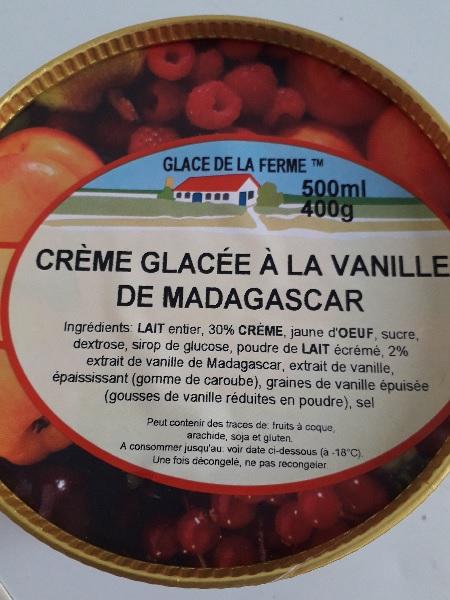 GLACE DE LA FERME ™
500ml
400g
CRÈME GLACÉE À LA VANILLE
DE MADAGASCAR
Ingrédients: LAIT entier, 30% CRÈME, jaune d'OEUF, sucre,
dextrose, sirop de glucose, poudre de LAIT écrémé, 2%
extrait de vanille de Madagascar, extrait de vanille,
épaississant (gomme de caroube), graines de vanille épuisée
(gousses de vanille réduites en poudre), sel
Peut contenir des traces de: fruits à coque,
arachide, soja et gluten.
A consommer jusqu'au: voir date ci-dessous (à -18°C).
Une fois décongelé, ne pas recongeler